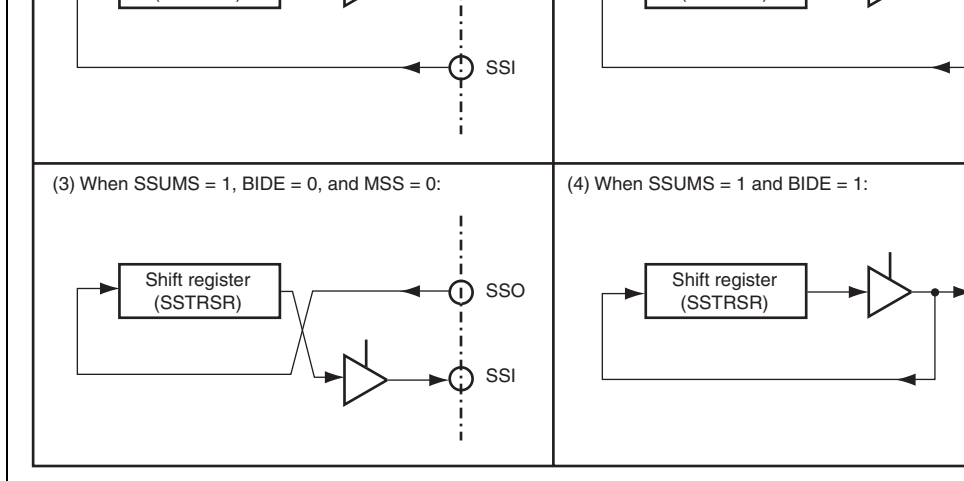 SSI
(3) When SSUMS = 1, BIDE = 0, and MSS = 0:
Shift register
(SSTRSR)
SSO
SSI
(4) When SSUMS = 1 and BIDE = 1:
Shift register
(SSTRSR)